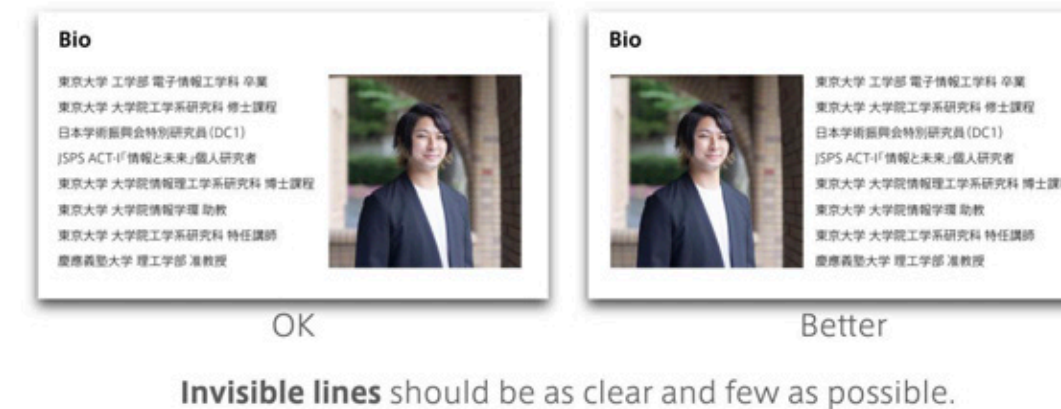 Bio
東京大学 工学部 電子情報工学科 卒業
東京大学 大学院工学系研究科 修士課程
日本学術振興会特別研究員(DC1)
JSPS ACT-I「情報と未来」個人研究者
東京大学 大学院情報理工学系研究科 博士課程
東京大学 大学院情報学環 助教
東京大学 大学院工学系研究科 特任講師
慶應義塾大学 理工学部 准教授
OK
Bio
東京大学 工学部 電子情報工学科 卒業
東京大学 大学院工学系研究科 修士課程
日本学術振興会特別研究員(DC1)
JSPS ACT-I「情報と未来」個人研究者
東京大学 大学院情報理工学系研究科 博士課
東京大学 大学院情報学環 助教
東京大学 大学院工学系研究科 特任講師
慶應義塾大学 理工学部 准教授
Better
Invisible lines should be as clear and few as possible.